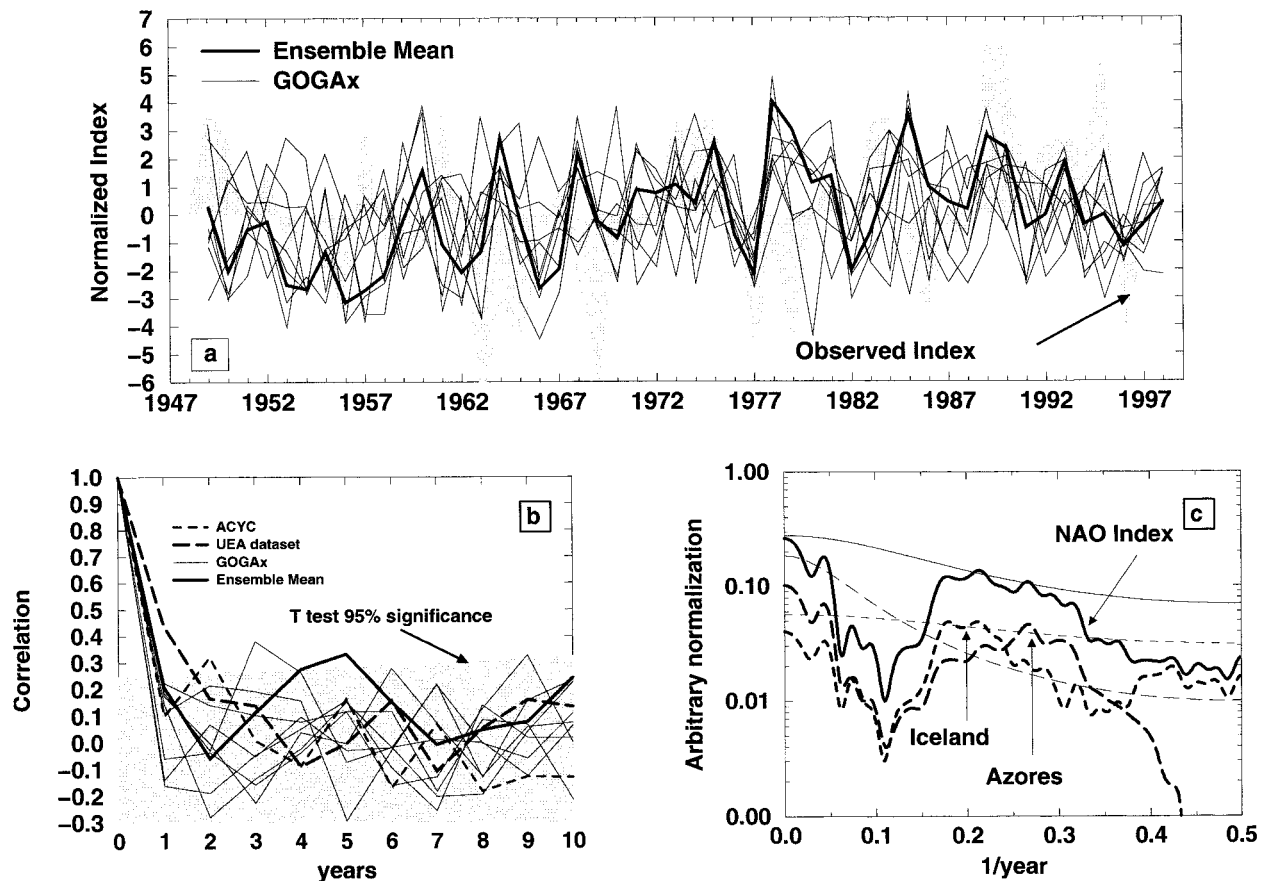 7
6
5
4
3
2
1
0
−1
−2
−3
−4
−5
−6
Normalized Index
Ensemble Mean
GOGAx
a
Observed Index
1947 1952 1957 1962 1967 1972 1977 1982 1987 1992 1997
1.0
0.9
0.8
0.7
0.6
0.5
0.4
0.3
0.2
0.1
0.0
−0.1
−0.2
−0.3
Correlation
b
ACYC
UEA dataset
GOGAx
Ensemble Mean
T test 95% significance
0 1 2 3 4 5 6 7 8 9 10
years
1.00
0.10
0.01
0.00
Arbitrary normalization
c
NAO Index
Iceland
Azores
0.0 0.1 0.2 0.3 0.4 0.5
1/year